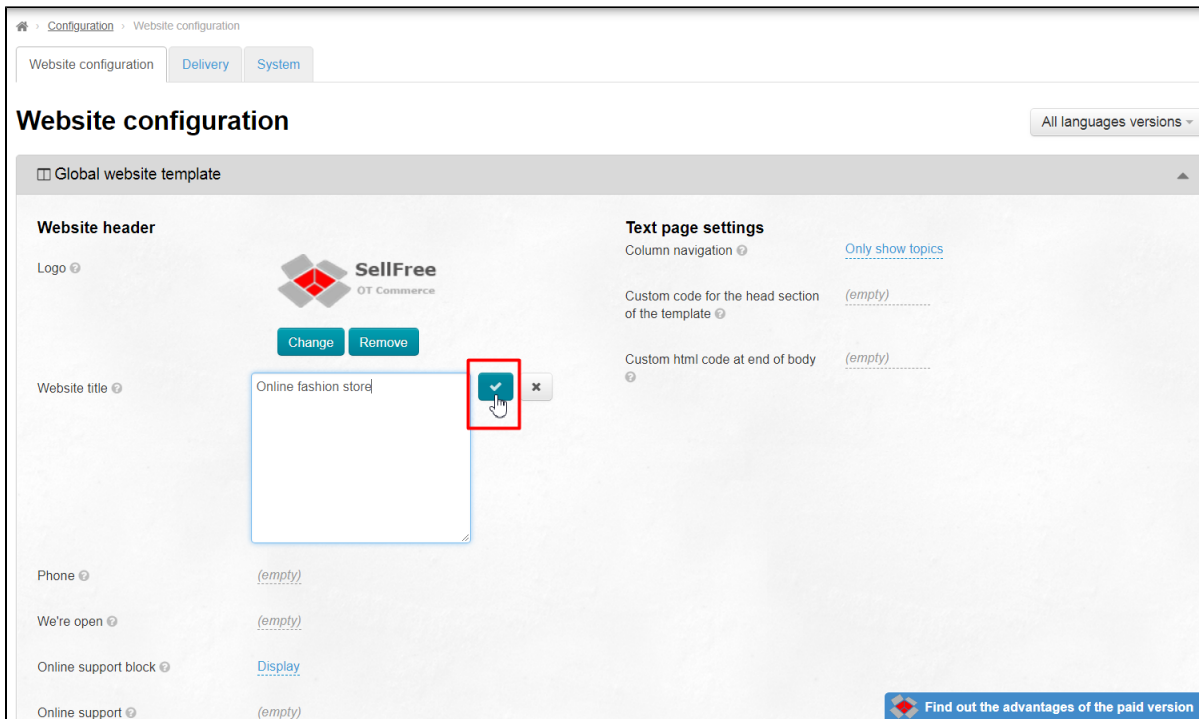 Configuration > Website configuration
Website configuration
Delivery
System
Website configuration
All languages versions
Global website template
Website header
Logo
SellFree
OT Commerce
Change
Remove
Website title
Online fashion store
Phone
(empty)
We're open
(empty)
Online support block
Display
Online support
(empty)
Text page settings
Column navigation
Only show topics
Custom code for the head section
of the template
(empty)
Custom html code at end of body
(empty)
Find out the advantages of the paid version